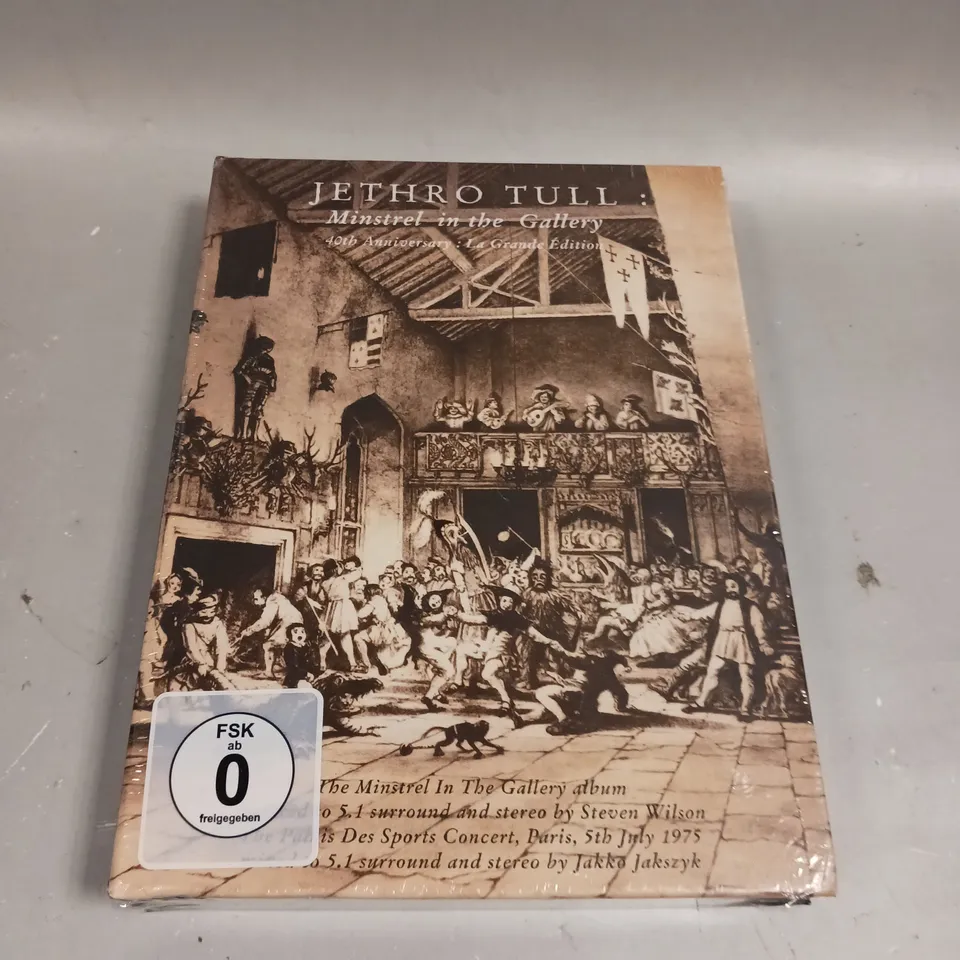 JETHRO TULL :
Minstrel in the Gallery
40th Anniversary : La Grande Édition
FSK
ab
0
freigegeben
The Minstrel In The Gallery album
to 5.1 surround and stereo by Steven Wilson
Des Sports Concert, Paris, 5th July 1975
to 5.1 surround and stereo by Jakko Jakszyk